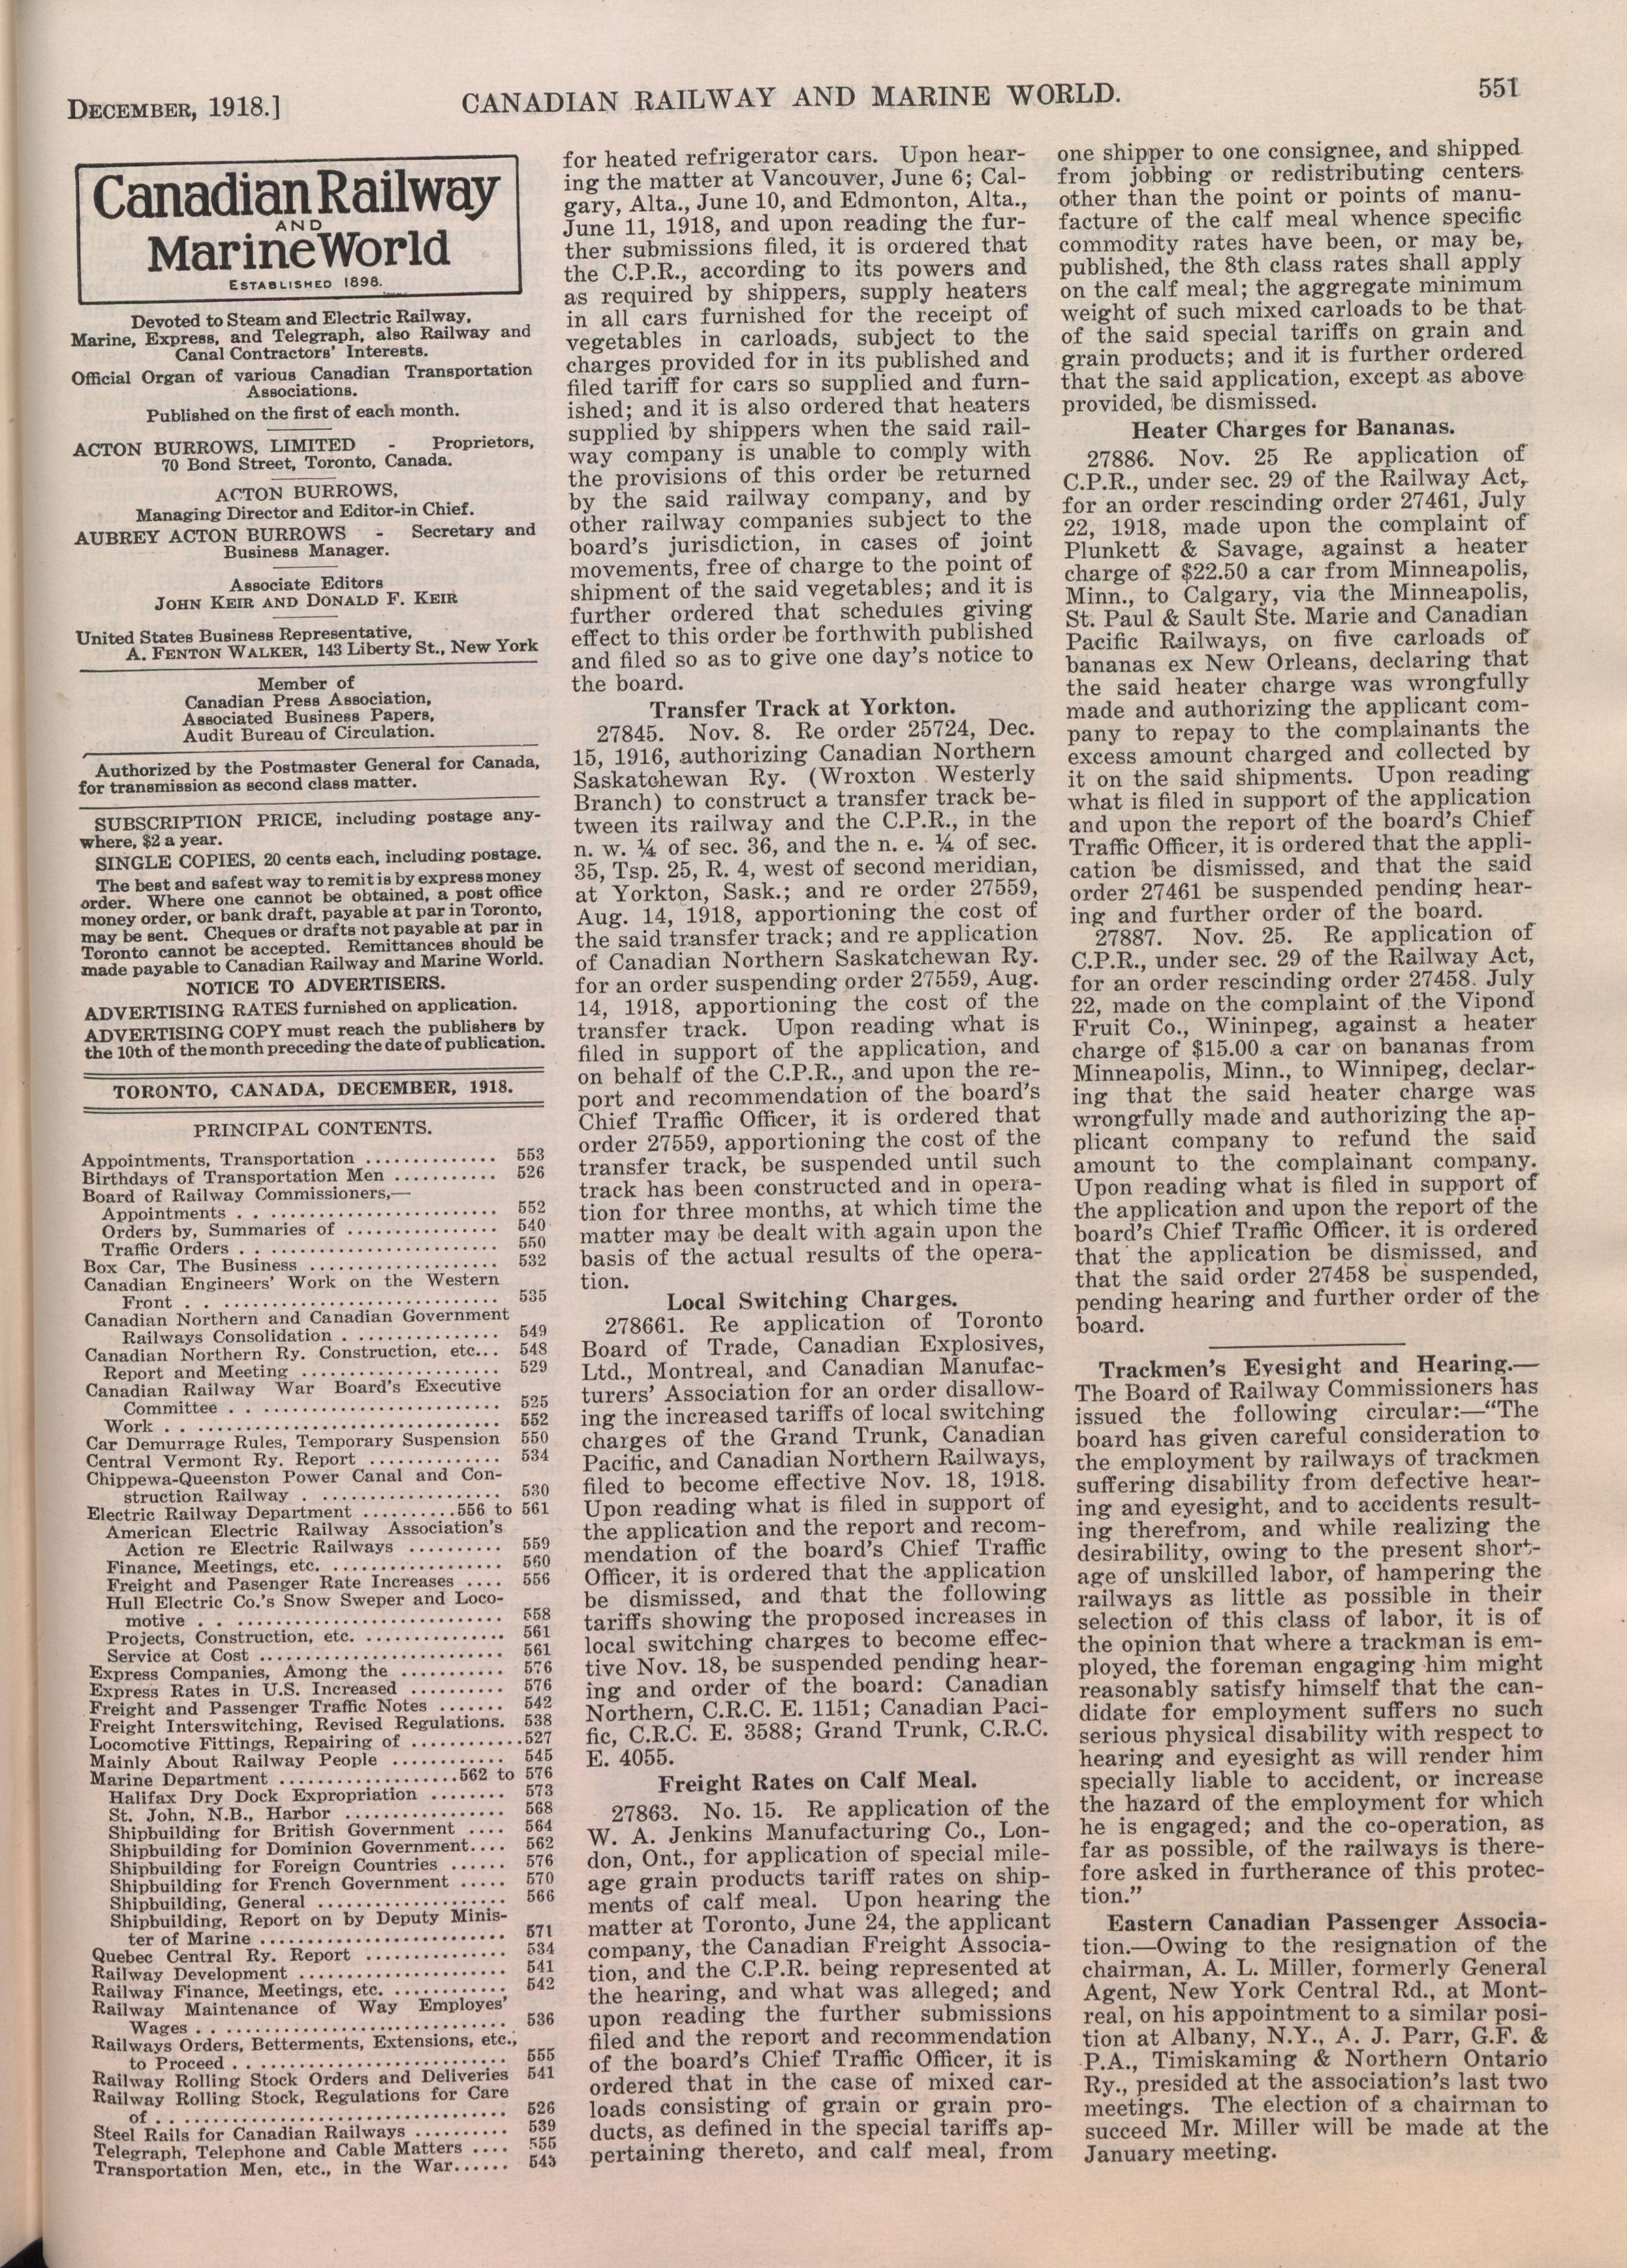 DECEMBER, 1918.]
CANADIAN RAILWAY AND MARINE WORLD.
551
Canadian Railway
AND
Marine World
ESTABLISHED 1898.
Devoted to Steam and Electric Railway,
Marine, Express, and Telegraph, also Railway and
Canal Contractors' Interests.
Official Organ of various Canadian Transportation
Associations.
Published on the first of each month.
ACTON BURROWS, LIMITED - Proprietors,
70 Bond Street, Toronto, Canada.
ACTON BURROWS,
Managing Director and Editor-in Chief.
AUBREY ACTON BURROWS - Secretary and
Business Manager.
Associate Editors
JOHN KEIR AND DONALD F. KEIR
United States Business Representative,
A. FENTON WALKER, 143 Liberty St., New York
Member of
Canadian Press Association,
Associated Business Papers,
Audit Bureau of Circulation.
Authorized by the Postmaster General for Canada,
for transmission as second class matter.
SUBSCRIPTION PRICE, including postage any-
where, $2 a year.
SINGLE COPIES, 20 cents each, including postage.
The best and safest way to remit is by express money
order. Where one cannot be obtained, a post office
money order, or bank draft, payable at par in Toronto,
may be sent. Cheques or drafts not payable at par in
Toronto cannot be accepted. Remittances should be
made payable to Canadian Railway and Marine World.
NOTICE TO ADVERTISERS.
ADVERTISING RATES furnished on application.
ADVERTISING COPY must reach the publishers by
the 10th of the month preceding the date of publication.
TORONTO, CANADA, DECEMBER, 1918.
PRINCIPAL CONTENTS.
Appointments, Transportation .............. 553
Birthdays of Transportation Men ........... 526
Board of Railway Commissioners,—
Appointments . . ........................ 552
Orders by, Summaries of ................ 540
Traffic Orders . . ........................ 550
Box Car, The Business .................... 532
Canadian Engineers' Work on the Western
Front . . ............................ 535
Canadian Northern and Canadian Government
Railways Consolidation . ............... 549
Canadian Northern Ry. Construction, etc... 548
Report and Meeting ..................... 529
Canadian Railway War Board's Executive
Committee . . ......................... 525
Work . . ................................ 552
Car Demurrage Rules, Temporary Suspension 550
Central Vermont Ry. Report .............. 534
Chippewa-Queenston Power Canal and Con-
struction Railway . ................... 530
Electric Railway Department ..........556 to 561
American Electric Railway Association's
Action re Electric Railways .......... 559
Finance, Meetings, etc. .................. 560
Freight and Pasenger Rate Increases .... 556
Hull Electric Co.'s Snow Sweper and Loco-
motive . . ............................. 558
Projects, Construction, etc. ............... 561
Service at Cost .......................... 561
Express Companies, Among the ........... 576
Express Rates in U.S. Increased .......... 576
Freight and Passenger Traffic Notes ....... 542
Freight Interswitching, Revised Regulations. 538
Locomotive Fittings, Repairing of ............527
Mainly About Railway People ............ 545
Marine Department ...................562 to 576
Halifax Dry Dock Expropriation ........ 573
St. John, N.B., Harbor ................. 568
Shipbuilding for British Government .... 564
Shipbuilding for Dominion Government.... 562
Shipbuilding for Foreign Countries ...... 576
Shipbuilding for French Government ..... 570
Shipbuilding, General .................... 566
Shipbuilding, Report on by Deputy Minis-
ter of Marine .......................... 571
Quebec Central Ry. Report ............... 534
Railway Development ...................... 541
Railway Finance, Meetings, etc. ............ 542
Railway Maintenance of Way Employes'
Wages . . .............................. 536
Railways Orders, Betterments, Extensions, etc.,
to Proceed . . .......................... 555
Railway Rolling Stock Orders and Deliveries 541
Railway Rolling Stock, Regulations for Care
of . . .................................. 526
Steel Rails for Canadian Railways .......... 539
Telegraph, Telephone and Cable Matters .... 555
Transportation Men, etc., in the War...... 543
for heated refrigerator cars. Upon hear-
ing the matter at Vancouver, June 6; Cal-
gary, Alta., June 10, and Edmonton, Alta.,
June 11, 1918, and upon reading the fur-
ther submissions filed, it is ordered that
the C.P.R., according to its powers and
as required by shippers, supply heaters
in all cars furnished for the receipt of
vegetables in carloads, subject to the
charges provided for in its published and
filed tariff for cars so supplied and furn-
ished; and it is also ordered that heaters
supplied by shippers when the said rail-
way company is unable to comply with
the provisions of this order be returned
by the said railway company, and by
other railway companies subject to the
board's jurisdiction, in cases of joint
movements, free of charge to the point of
shipment of the said vegetables; and it is
further ordered that schedules giving
effect to this order be forthwith published
and filed so as to give one day's notice to
the board.
Transfer Track at Yorkton.
27845. Nov. 8. Re order 25724, Dec.
15, 1916, authorizing Canadian Northern
Saskatchewan Ry. (Wroxton Westerly
Branch) to construct a transfer track be-
tween its railway and the C.P.R., in the
n. w. ¼ of sec. 36, and the n. e. ¼ of sec.
35, Tsp. 25, R. 4, west of second meridian,
at Yorkton, Sask.; and re order 27559,
Aug. 14, 1918, apportioning the cost of
the said transfer track; and re application
of Canadian Northern Saskatchewan Ry.
for an order suspending order 27559, Aug.
14, 1918, apportioning the cost of the
transfer track. Upon reading what is
filed in support of the application, and
on behalf of the C.P.R., and upon the re-
port and recommendation of the board's
Chief Traffic Officer, it is ordered that
order 27559, apportioning the cost of the
transfer track, be suspended until such
track has been constructed and in opera-
tion for three months, at which time the
matter may be dealt with again upon the
basis of the actual results of the opera-
tion.
Local Switching Charges.
278661. Re application of Toronto
Board of Trade, Canadian Explosives,
Ltd., Montreal, and Canadian Manufac-
turers' Association for an order disallow-
ing the increased tariffs of local switching
charges of the Grand Trunk, Canadian
Pacific, and Canadian Northern Railways,
filed to become effective Nov. 18, 1918.
Upon reading what is filed in support of
the application and the report and recom-
mendation of the board's Chief Traffic
Officer, it is ordered that the application
be dismissed, and that the following
tariffs showing the proposed increases in
local switching charges to become effec-
tive Nov. 18, be suspended pending hear-
ing and order of the board: Canadian
Northern, C.R.C. E. 1151; Canadian Paci-
fic, C.R.C. E. 3588; Grand Trunk, C.R.C.
E. 4055.
Freight Rates on Calf Meal.
27863. No. 15. Re application of the
W. A. Jenkins Manufacturing Co., Lon-
don, Ont., for application of special mile-
age grain products tariff rates on ship-
ments of calf meal. Upon hearing the
matter at Toronto, June 24, the applicant
company, the Canadian Freight Associa-
tion, and the C.P.R. being represented at
the hearing, and what was alleged; and
upon reading the further submissions
filed and the report and recommendation
of the board's Chief Traffic Officer, it is
ordered that in the case of mixed car-
loads consisting of grain or grain pro-
ducts, as defined in the special tariffs ap-
pertaining thereto, and calf meal, from
one shipper to one consignee, and shipped
from jobbing or redistributing centers
other than the point or points of manu-
facture of the calf meal whence specific
commodity rates have been, or may be,
published, the 8th class rates shall apply
on the calf meal; the aggregate minimum
weight of such mixed carloads to be that
of the said special tariffs on grain and
grain products; and it is further ordered
that the said application, except as above
provided, be dismissed.
Heater Charges for Bananas.
27886. Nov. 25 Re application of
C.P.R., under sec. 29 of the Railway Act,
for an order rescinding order 27461, July
22, 1918, made upon the complaint of
Plunkett & Savage, against a heater
charge of $22.50 a car from Minneapolis,
Minn., to Calgary, via the Minneapolis,
St. Paul & Sault Ste. Marie and Canadian
Pacific Railways, on five carloads of
bananas ex New Orleans, declaring that
the said heater charge was wrongfully
made and authorizing the applicant com-
pany to repay to the complainants the
excess amount charged and collected by
it on the said shipments. Upon reading
what is filed in support of the application
and upon the report of the board's Chief
Traffic Officer, it is ordered that the appli-
cation be dismissed, and that the said
order 27461 be suspended pending hear-
ing and further order of the board.
27887. Nov. 25. Re application of
C.P.R., under sec. 29 of the Railway Act,
for an order rescinding order 27458. July
22, made on the complaint of the Vipond
Fruit Co., Wininpeg, against a heater
charge of $15.00 a car on bananas from
Minneapolis, Minn., to Winnipeg, declar-
ing that the said heater charge was
wrongfully made and authorizing the ap-
plicant company to refund the said
amount to the complainant company.
Upon reading what is filed in support of
the application and upon the report of the
board's Chief Traffic Officer, it is ordered
that the application be dismissed, and
that the said order 27458 be suspended,
pending hearing and further order of the
board.
Trackmen's Eyesight and Hearing.—
The Board of Railway Commissioners has
issued the following circular:—"The
board has given careful consideration to
the employment by railways of trackmen
suffering disability from defective hear-
ing and eyesight, and to accidents result-
ing therefrom, and while realizing the
desirability, owing to the present short-
age of unskilled labor, of hampering the
railways as little as possible in their
selection of this class of labor, it is of
the opinion that where a trackman is em-
ployed, the foreman engaging him might
reasonably satisfy himself that the can-
didate for employment suffers no such
serious physical disability with respect to
hearing and eyesight as will render him
specially liable to accident, or increase
the hazard of the employment for which
he is engaged; and the co-operation, as
far as possible, of the railways is there-
fore asked in furtherance of this protec-
tion."
Eastern Canadian Passenger Associa-
tion.—Owing to the resignation of the
chairman, A. L. Miller, formerly General
Agent, New York Central Rd., at Mont-
real, on his appointment to a similar posi-
tion at Albany, N.Y., A. J. Parr, G.F. &
P.A., Timiskaming & Northern Ontario
Ry., presided at the association's last two
meetings. The election of a chairman to
succeed Mr. Miller will be made at the
January meeting.